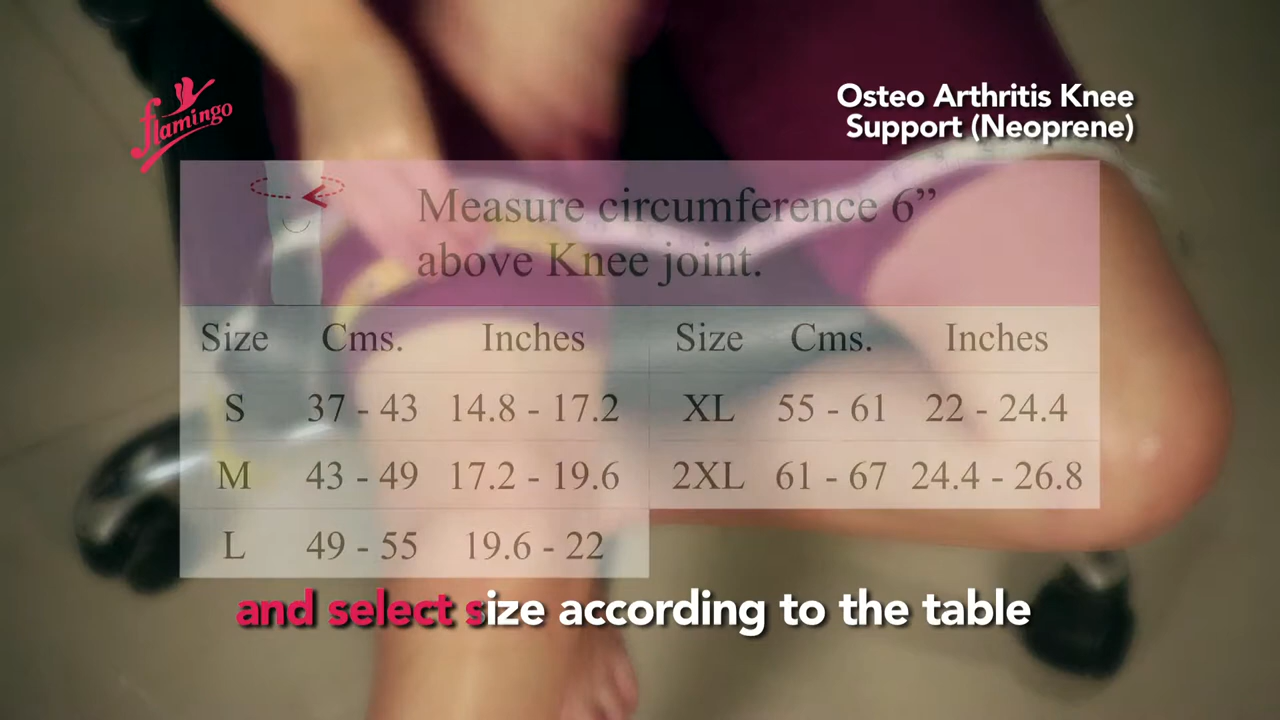 flamingo
Osteo Arthritis Knee
Support (Neoprene)
Measure circumference 6”
above Knee joint.
Size Cms. Inches Size Cms. Inches
S 37 - 43 14.8 - 17.2 XL 55 - 61 22 - 24.4
M 43 - 49 17.2 - 19.6 2XL 61 - 67 24.4 - 26.8
L 49 - 55 19.6 - 22
and select size according to the table